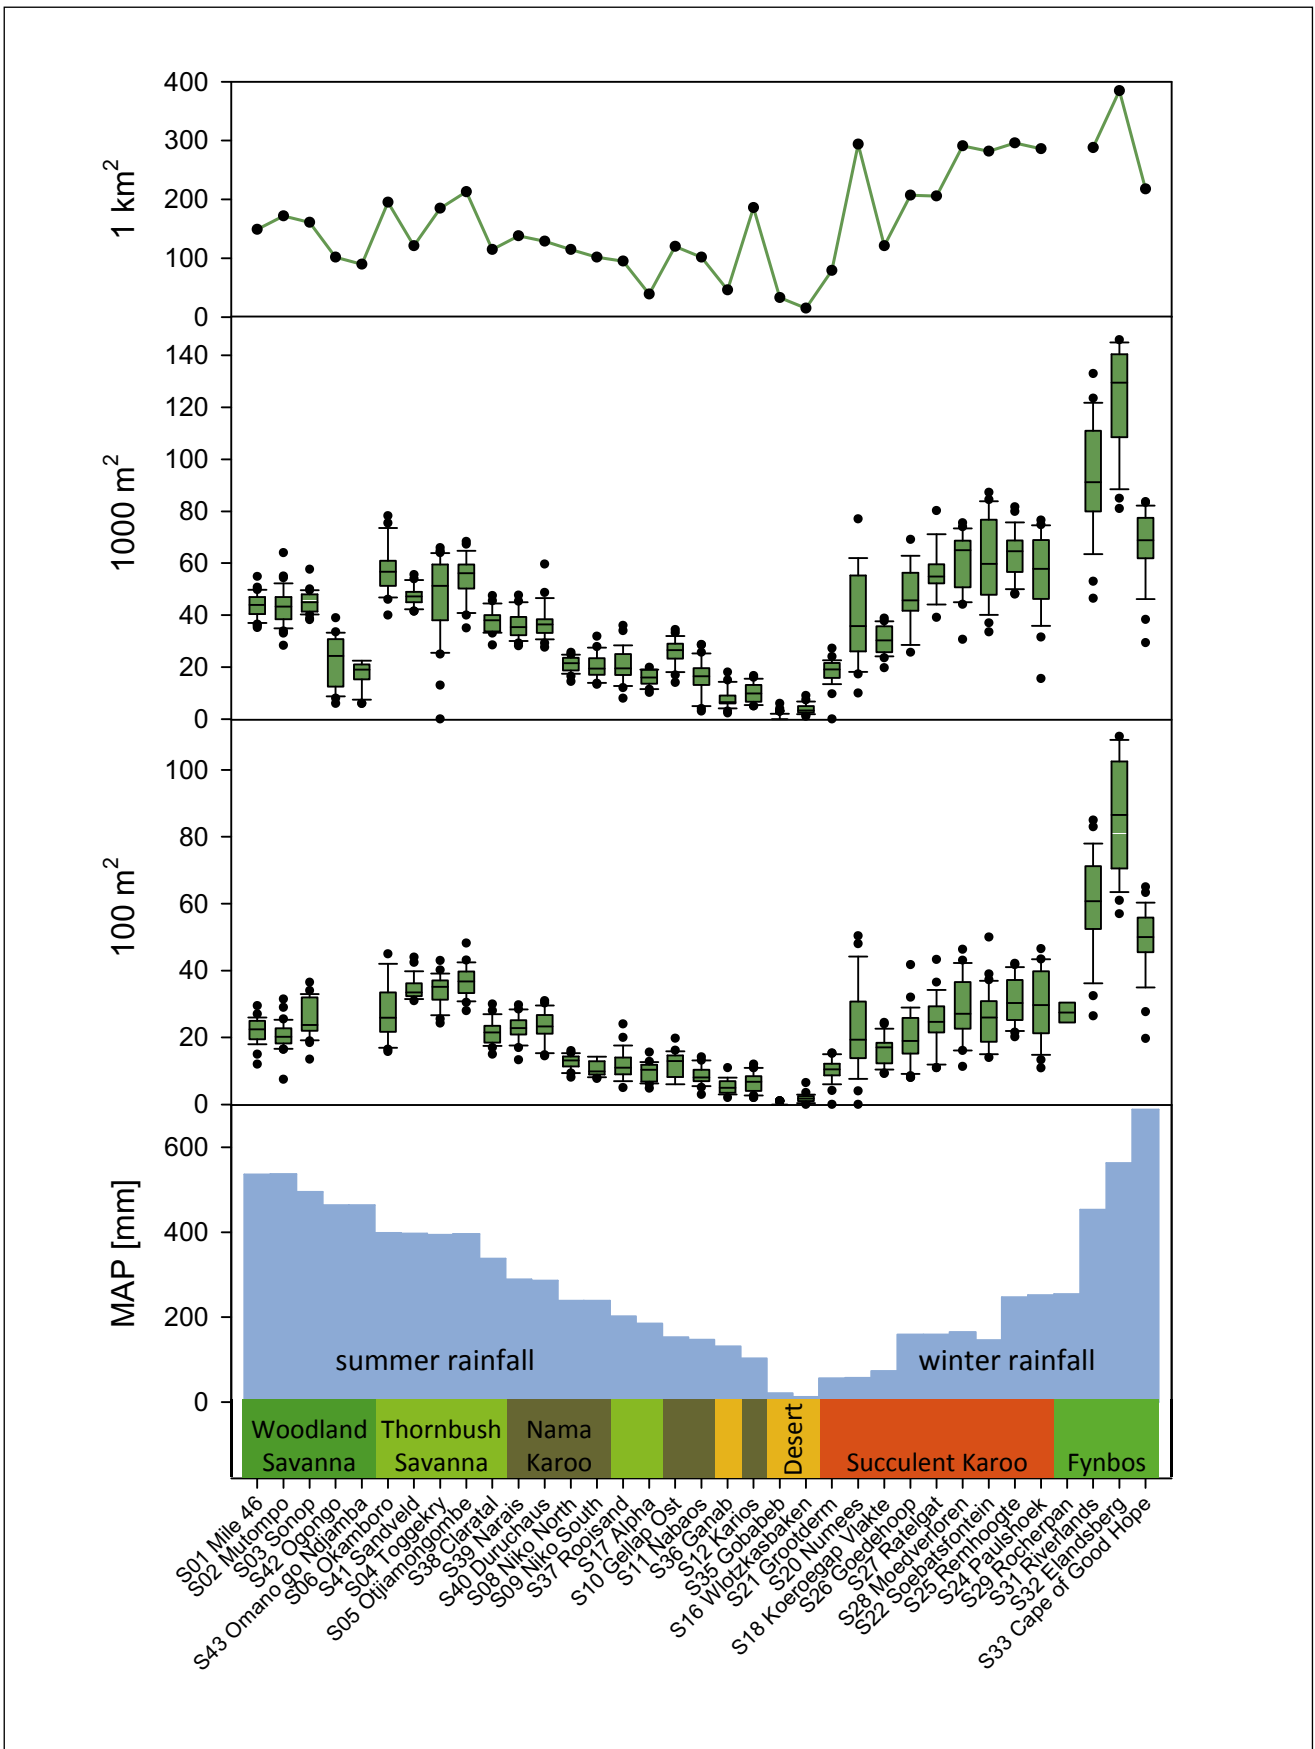 400
300
200
100
0
1 km²
140
120
100
80
60
40
20
0
1000 m²
100
80
60
40
20
0
100 m²
600
400
200
0
MAP [mm]
summer rainfall
winter rainfall
Woodland
Savanna
Thornbush
Savanna
Nama
Karoo
Desert
Succulent Karoo
Fynbos
S01 Mile 46
S02 Mutompo
S03 Sonop
S42 Ogongo
S43 Omano go Ndjamba
S06 Okamboro
S41 Sandveld
S04 Toggekry
S05 Otjiamongombe
S38 Claratal
S39 Narais
S40 Duruchaus
S08 Niko North
S09 Niko South
S37 Rooisand
S17 Alpha
S10 Gellap Ost
S11 Nabaos
S36 Ganab
S12 Karios
S35 Gobabeb
S16 Wlotzkasbaken
S21 Grootderm
S20 Numees
S18 Koeroegap Vlakte
S26 Goedehoop
S27 Ratelgat
S28 Moedverloren
S22 Soebatsfontein
S25 Remhoogte
S24 Paulshoek
S29 Rocherpan
S31 Riverlands
S32 Elandsberg
S33 Cape of Good Hope